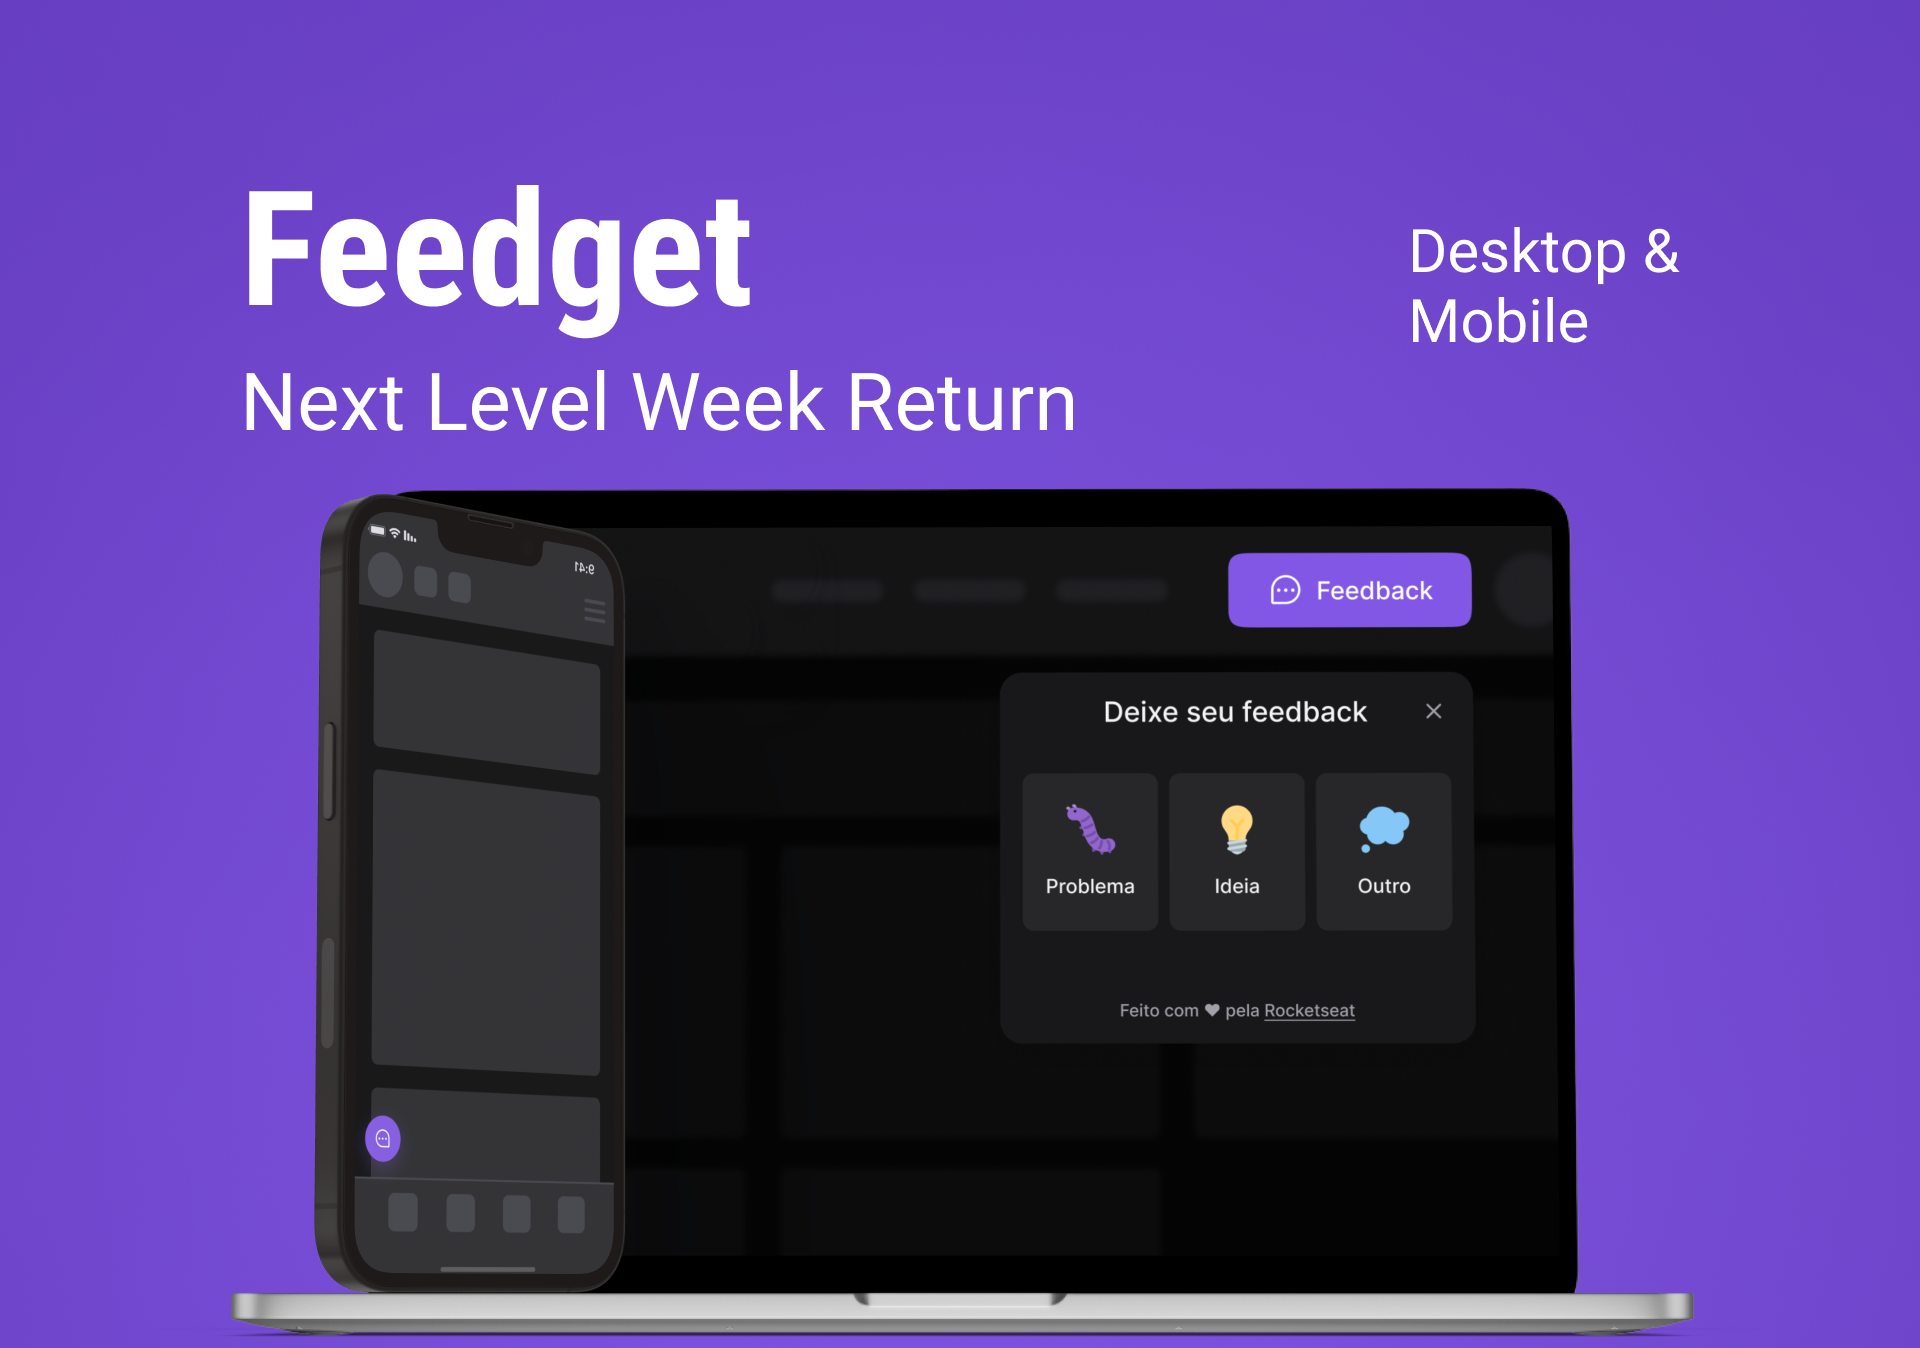 Feedget
Desktop &
Mobile
Next Level Week Return
9:41
Feedback
Deixe seu feedback
Problema
Ideia
Outro
Feito com ♥ pela Rocketseat